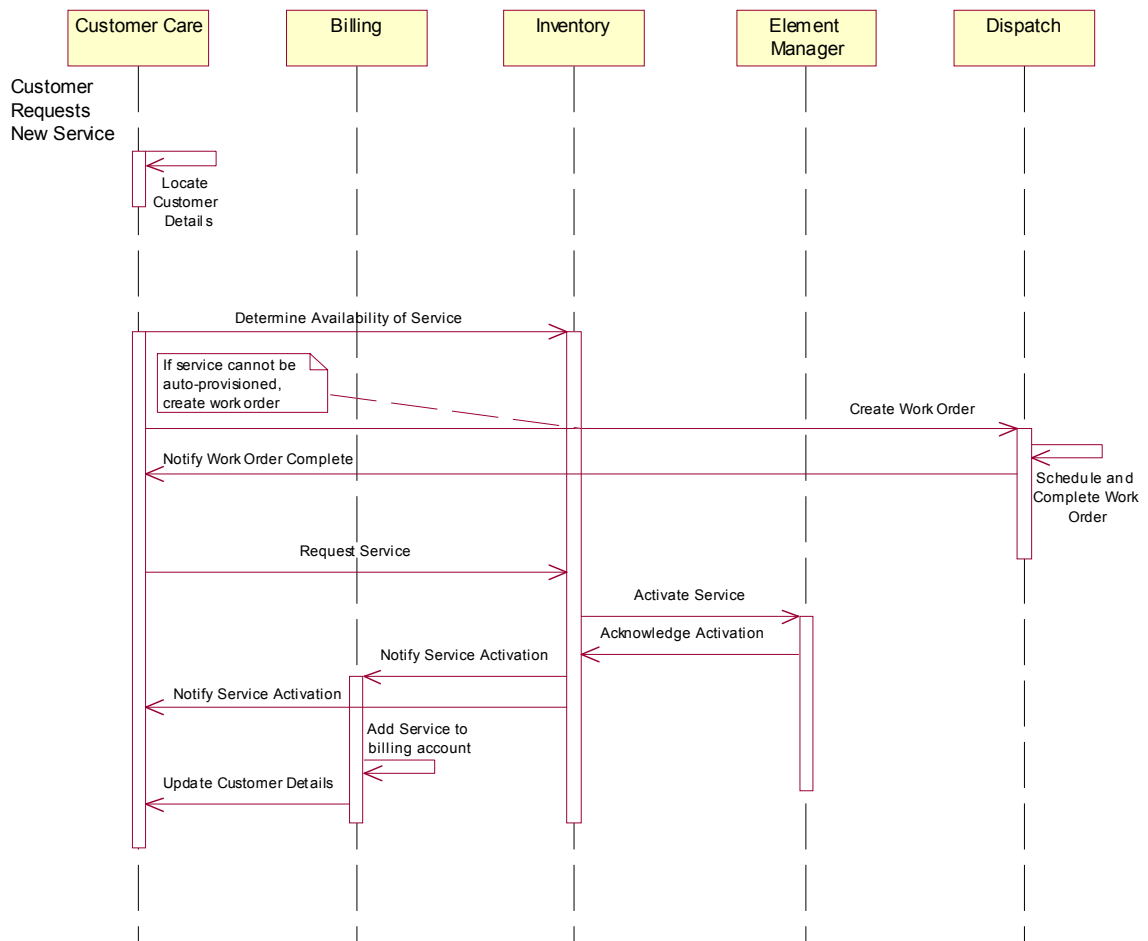 Customer Care
Billing
Inventory
Element
Manager
Dispatch
Customer
Requests
New Service
Locate
Customer
Details
Determine Availability of Service
If service cannot be
auto-provisioned,
create work order
Create Work Order
Notify Work Order Complete
Schedule and
Complete Work
Order
Request Service
Activate Service
Acknowledge Activation
Notify Service Activation
Notify Service Activation
Add Service to
billing account
Update Customer Details